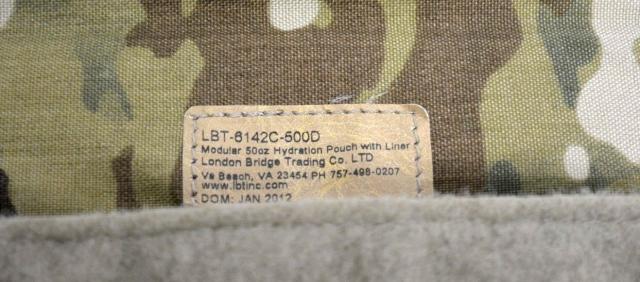 LBT-6142C-500D
Modular 50oz Hydration Pouch with Liner
London Bridge Trading Co. LTD
Va Beach, VA 23454 PH 757-498-0207
www.lbtinc.com
DOM: JAN 2012